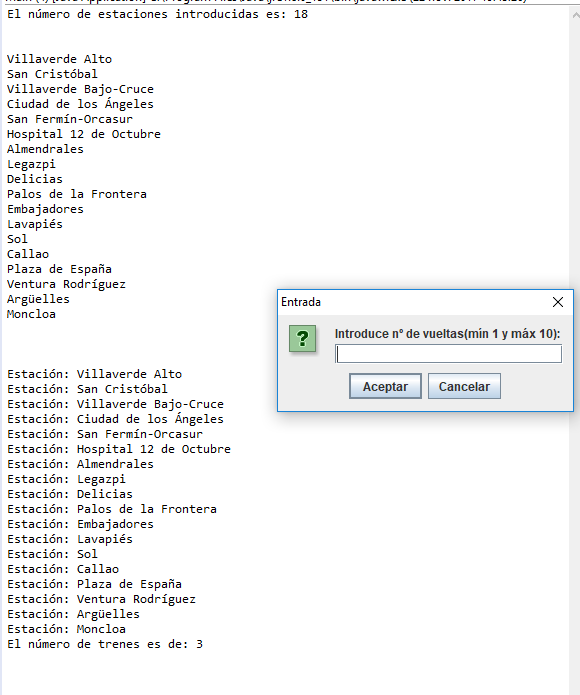 El número de estaciones introducidas es: 18
Villaverde Alto
San Cristóbal
Villaverde Bajo-Cruce
Ciudad de los Ángeles
San Fermín-Orcasur
Hospital 12 de Octubre
Almendrales
Legazpi
Delicias
Palos de la Frontera
Embajadores
Lavapiés
Sol
Callao
Plaza de España
Ventura Rodríguez
Argüelles
Moncloa
Entrada
Introduce nº de vueltas(mín 1 y máx 10):
Aceptar Cancelar
Estación: Villaverde Alto
Estación: San Cristóbal
Estación: Villaverde Bajo-Cruce
Estación: Ciudad de los Ángeles
Estación: San Fermín-Orcasur
Estación: Hospital 12 de Octubre
Estación: Almendrales
Estación: Legazpi
Estación: Delicias
Estación: Palos de la Frontera
Estación: Embajadores
Estación: Lavapiés
Estación: Sol
Estación: Callao
Estación: Plaza de España
Estación: Ventura Rodríguez
Estación: Argüelles
Estación: Moncloa
El número de trenes es de: 3